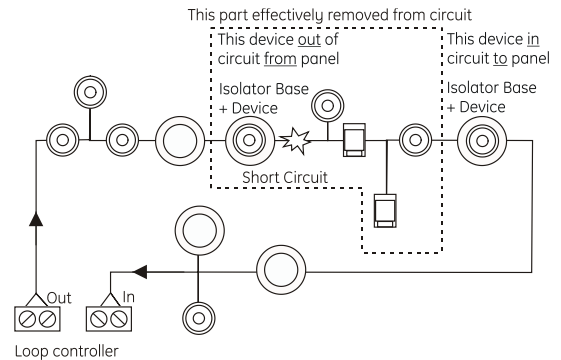 This part effectively removed from circuit
This device out of
circuit from panel
This device in
circuit to panel
Isolator Base
+ Device
Isolator Base
+ Device
Short Circuit
Out
In
Loop controller